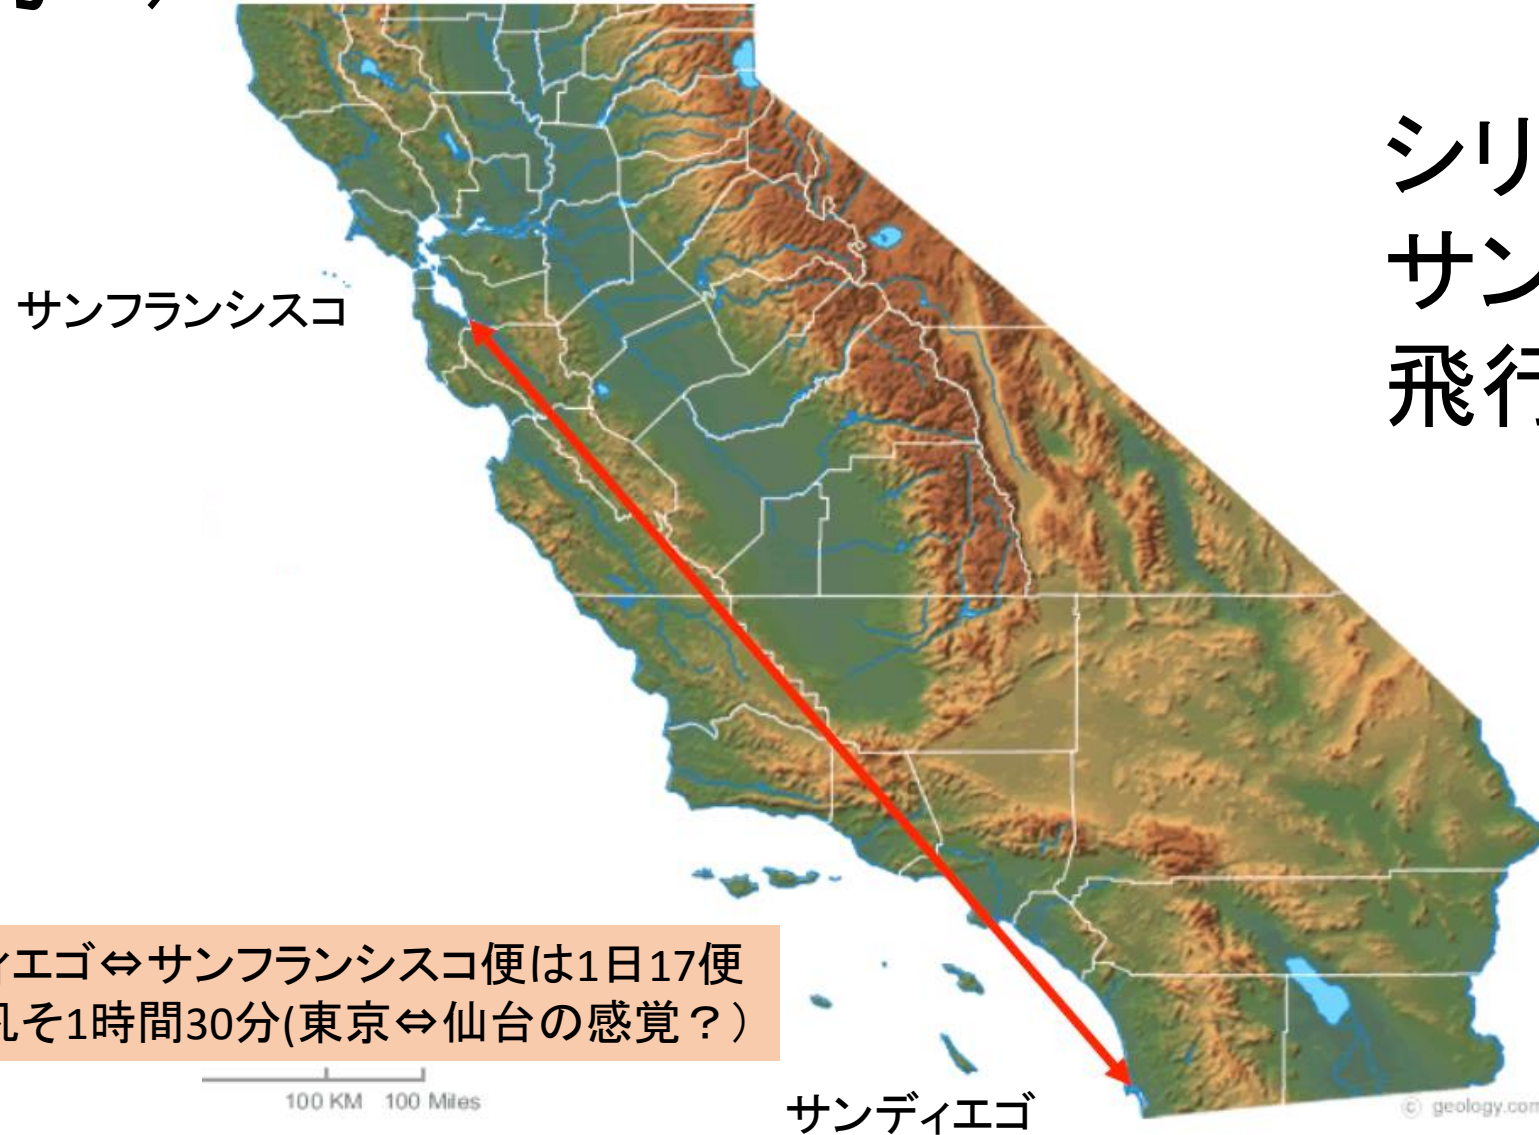 シリ
サン
飛行
サンフランシスコ
ィエゴ⇔サンフランシスコ便は1日17便
凡そ1時間30分(東京⇔仙台の感覚？)
100 KM 100 Miles
サンディエゴ
© geology.com